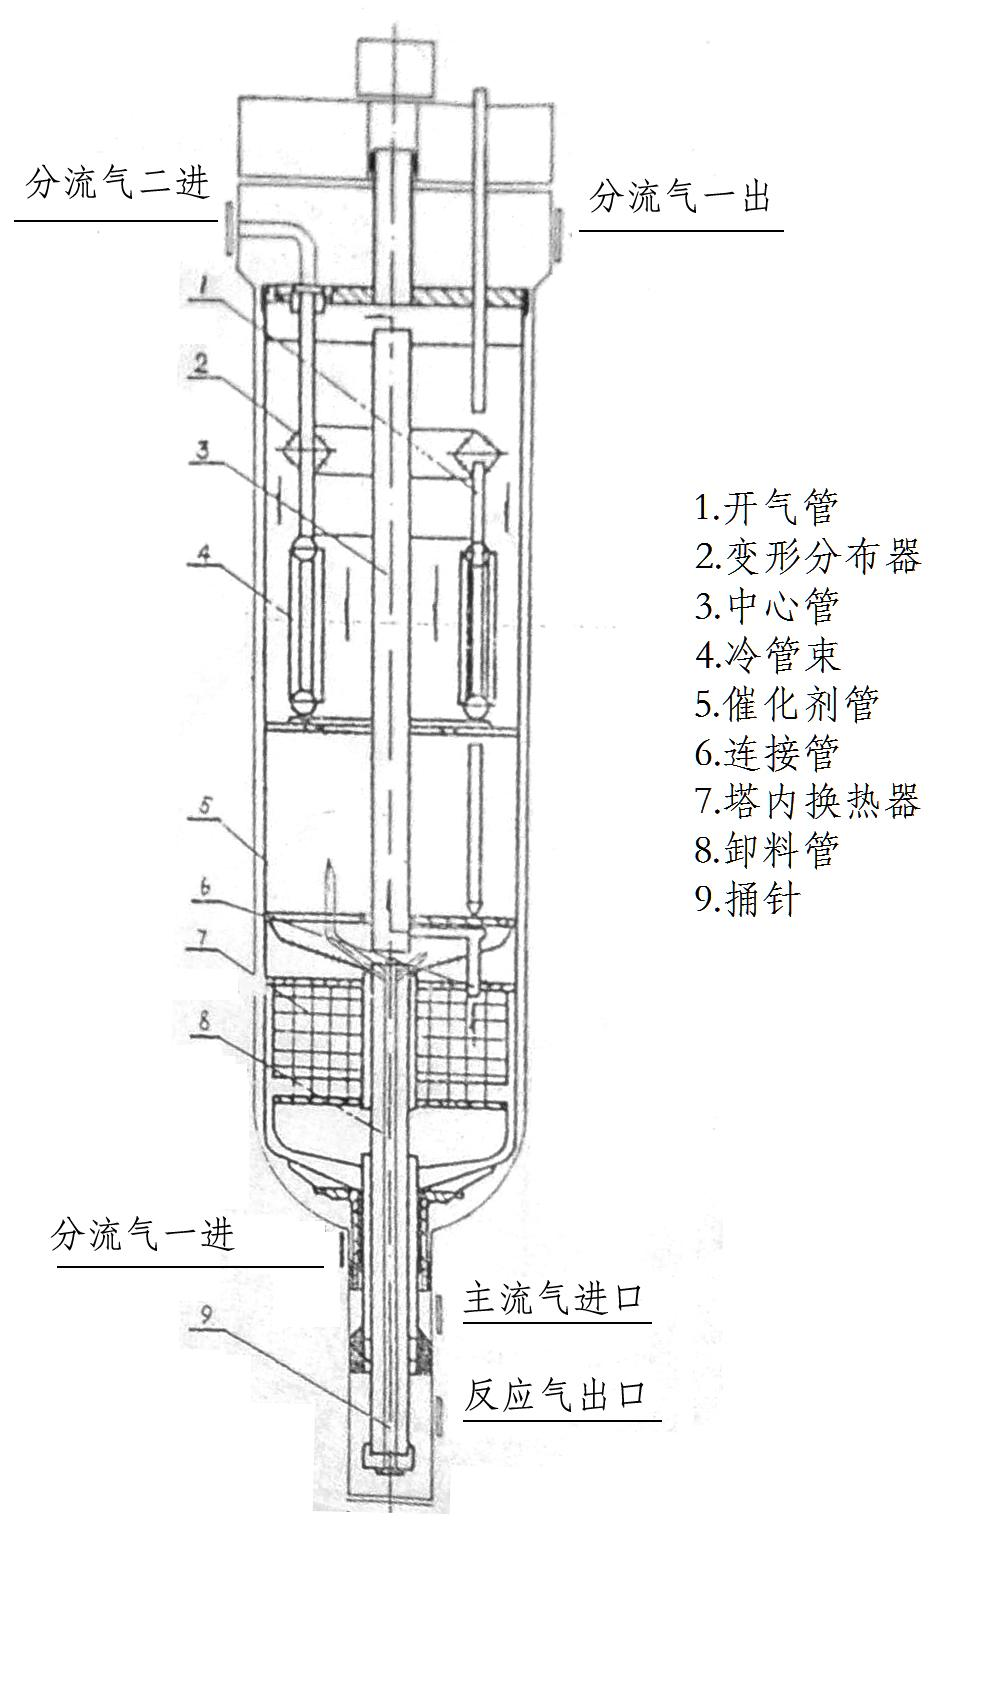 分流气二进
分流气一出
1
2
3
4
5
6
7
8
9
1.开气管
2.变形分布器
3.中心管
4.冷管束
5.催化剂管
6.连接管
7.塔内换热器
8.卸料管
9.捅针
分流气一进
主流气进口
反应气出口